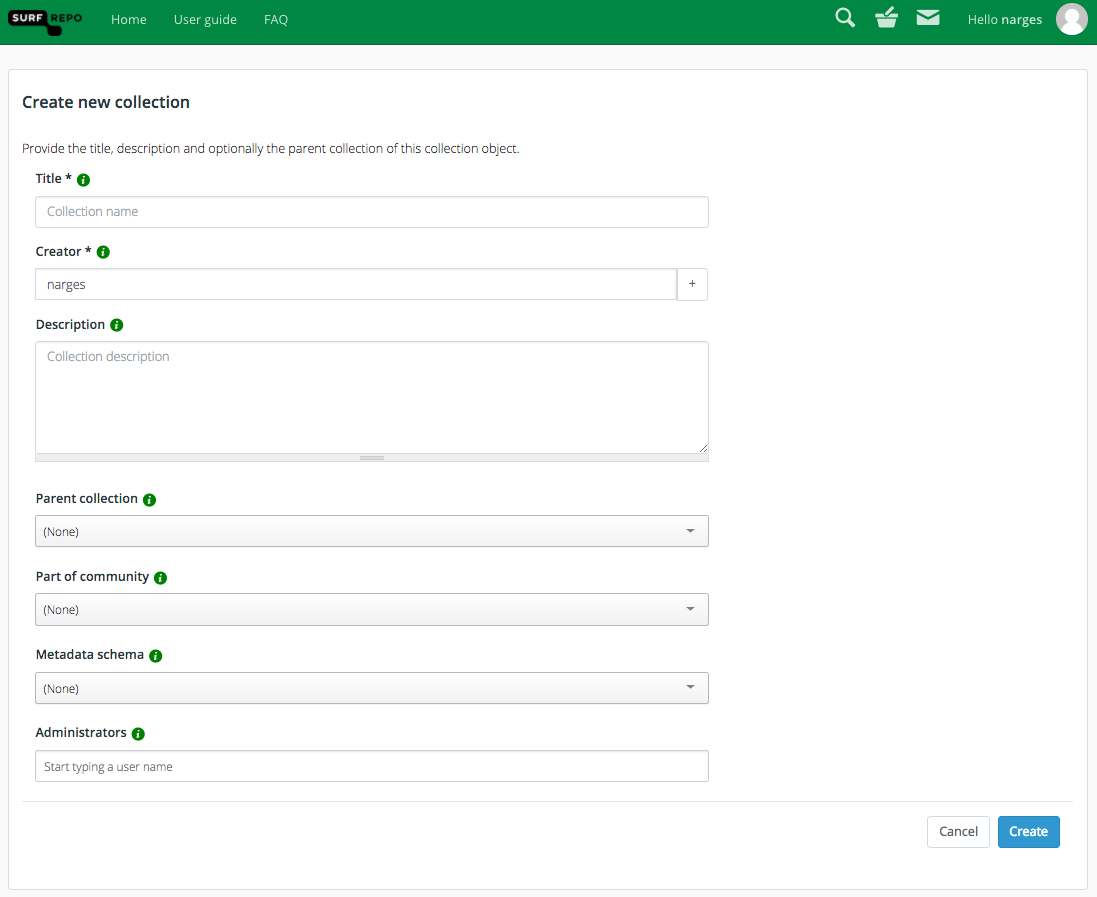 SURF REPO Home User guide FAQ Hello narges
Create new collection
Provide the title, description and optionally the parent collection of this collection object.
Title *
Collection name
Creator *
narges +
Description
Collection description
Parent collection
(None)
Part of community
(None)
Metadata schema
(None)
Administrators
Start typing a user name
Cancel Create